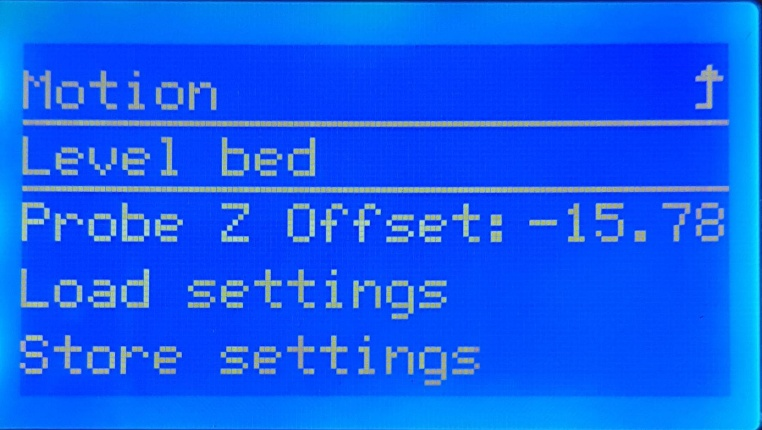 Motion
Level bed
Probe Z Offset: -15.78
Load settings
Store settings